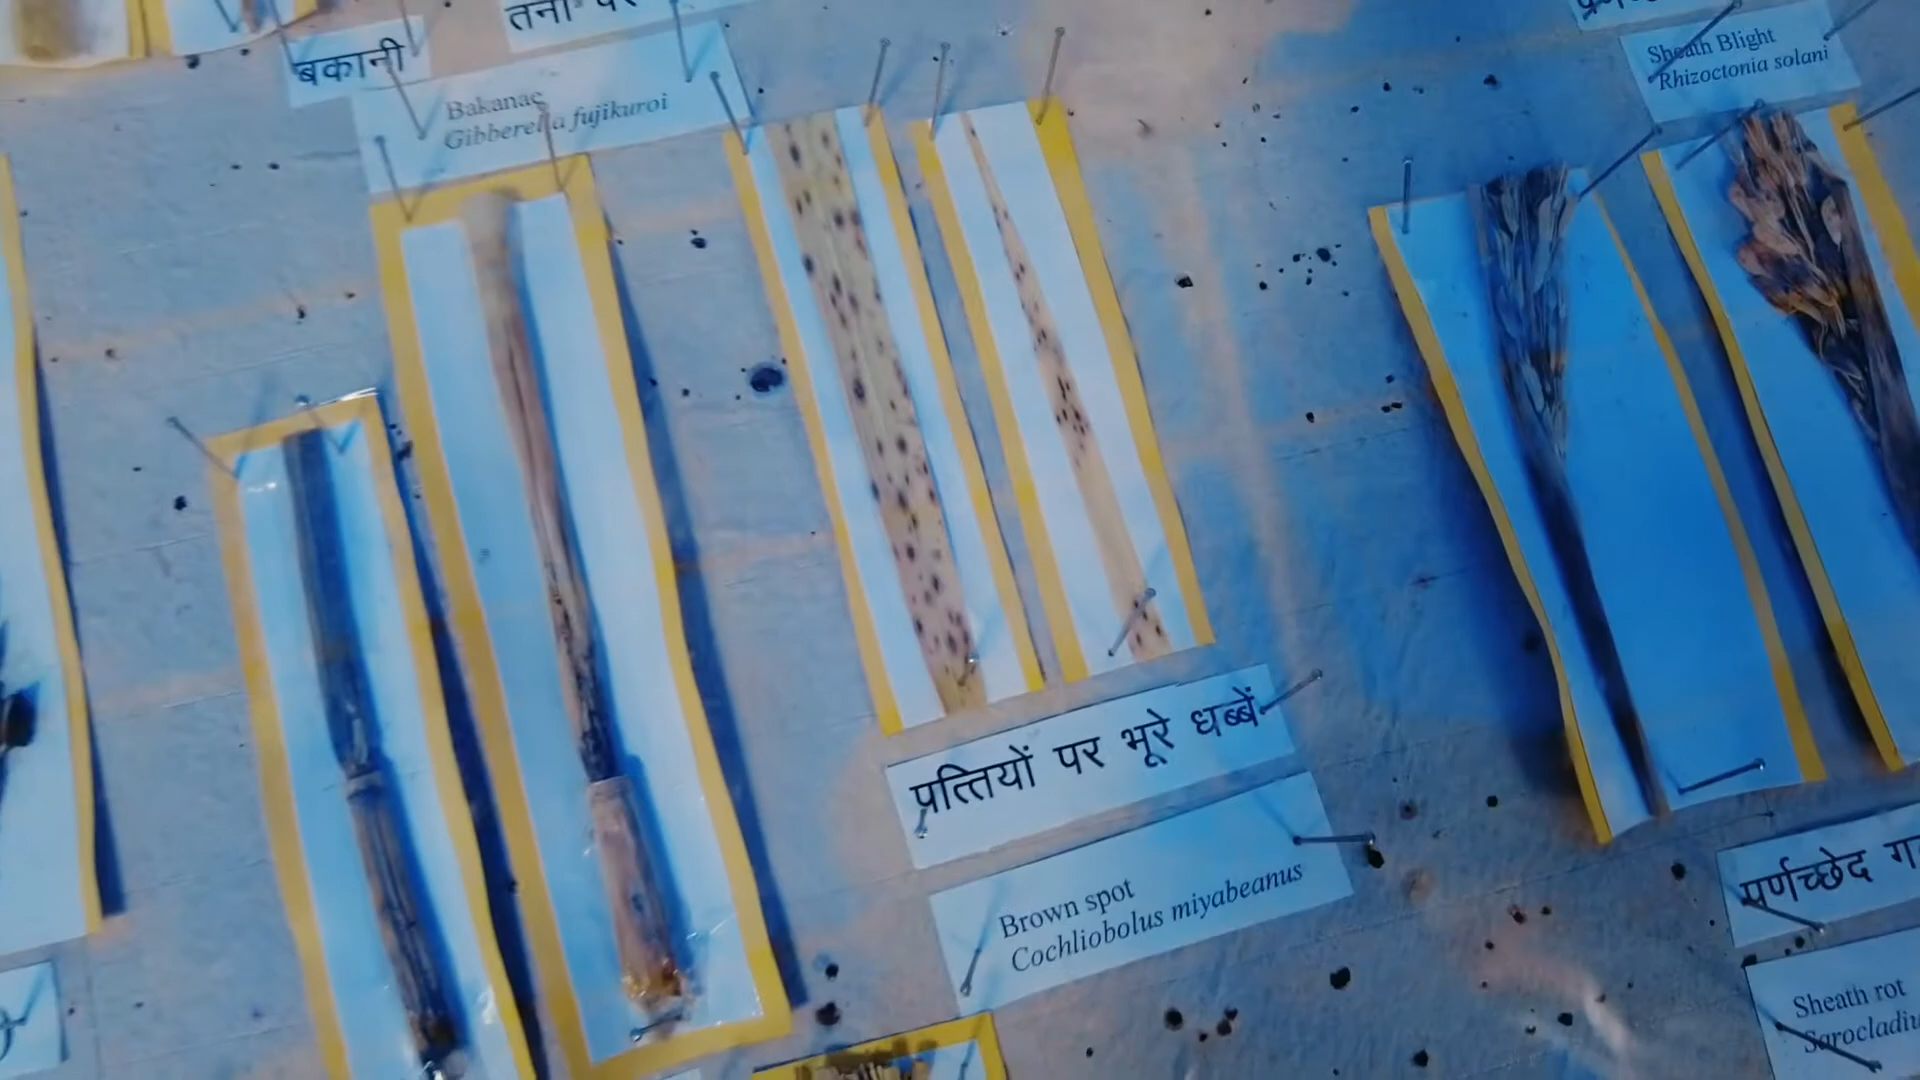 तना पर
बकानी
Bakanae
Gibberella fujikuroi
Sheath Blight
Rhizoctonia solani
प्रत्तियों पर भूरे धब्बें
Brown spot
Cochliobolus miyabeanus
पर्णच्छेद
Sheath rot